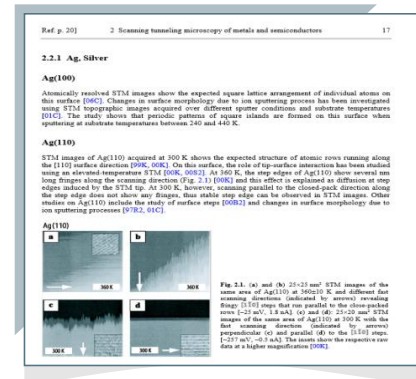 Ref. p. 20]
2 Scanning tunneling microscopy of metals and semiconductors
17
2.2.1 Ag, Silver
Ag(100)
Atomically resolved STM images show the expected square lattice arrangement of individual atoms on
this surface [06C]. Changes in surface morphology due to ion sputtering process has been investigated
using STM topographic images acquired over different sputter conditions and substrate temperatures
[01C]. The study shows that periodic patterns of square islands are formed on this surface when
sputtering at substrate temperatures between 240 and 440 K.
Ag(110)
STM images of Ag(110) acquired at 300 K shows the expected structure of atomic rows running along
the [110] surface direction [99K, 00K]. On this surface, the role of tip-surface interaction has been studied
using an elevated-temperature STM [00K, 00S2]. At 360 K, the step edges of Ag(110) show several nm
long fringes along the scanning direction (Fig. 2.1) [00K] and this effect is explained as diffusion at step
edges induced by the STM tip. At 300 K, however, scanning parallel to the closed-pack direction along
the step edge does not show any fringes, thus stable step edge can be observed in STM images. Other
studies on Ag(110) include the study of surface steps [00B2] and changes in surface morphology due to
ion sputtering processes [97R2, 01C].
Ag(110)
a
b
360 K
360 K
c
d
300 K
300 K
Fig. 2.1. (a) and (b) 25×25 nm² STM images of the
same area of Ag(110) at 360±10 K and different fast
scanning directions (indicated by arrows) revealing
fringy [1̅10] steps that run parallel to the close-packed
rows [−25 mV, 1.8 nA]. (c) and (d): 25×20 nm² STM
images of the same area of Ag(110) at 300 K with the
fast scanning direction (indicated by arrows)
perpendicular (c) and parallel (d) to the [1̅10] steps.
[−257 mV, −0.3 nA]. The insets show the respective raw
data at a higher magnification [00K].